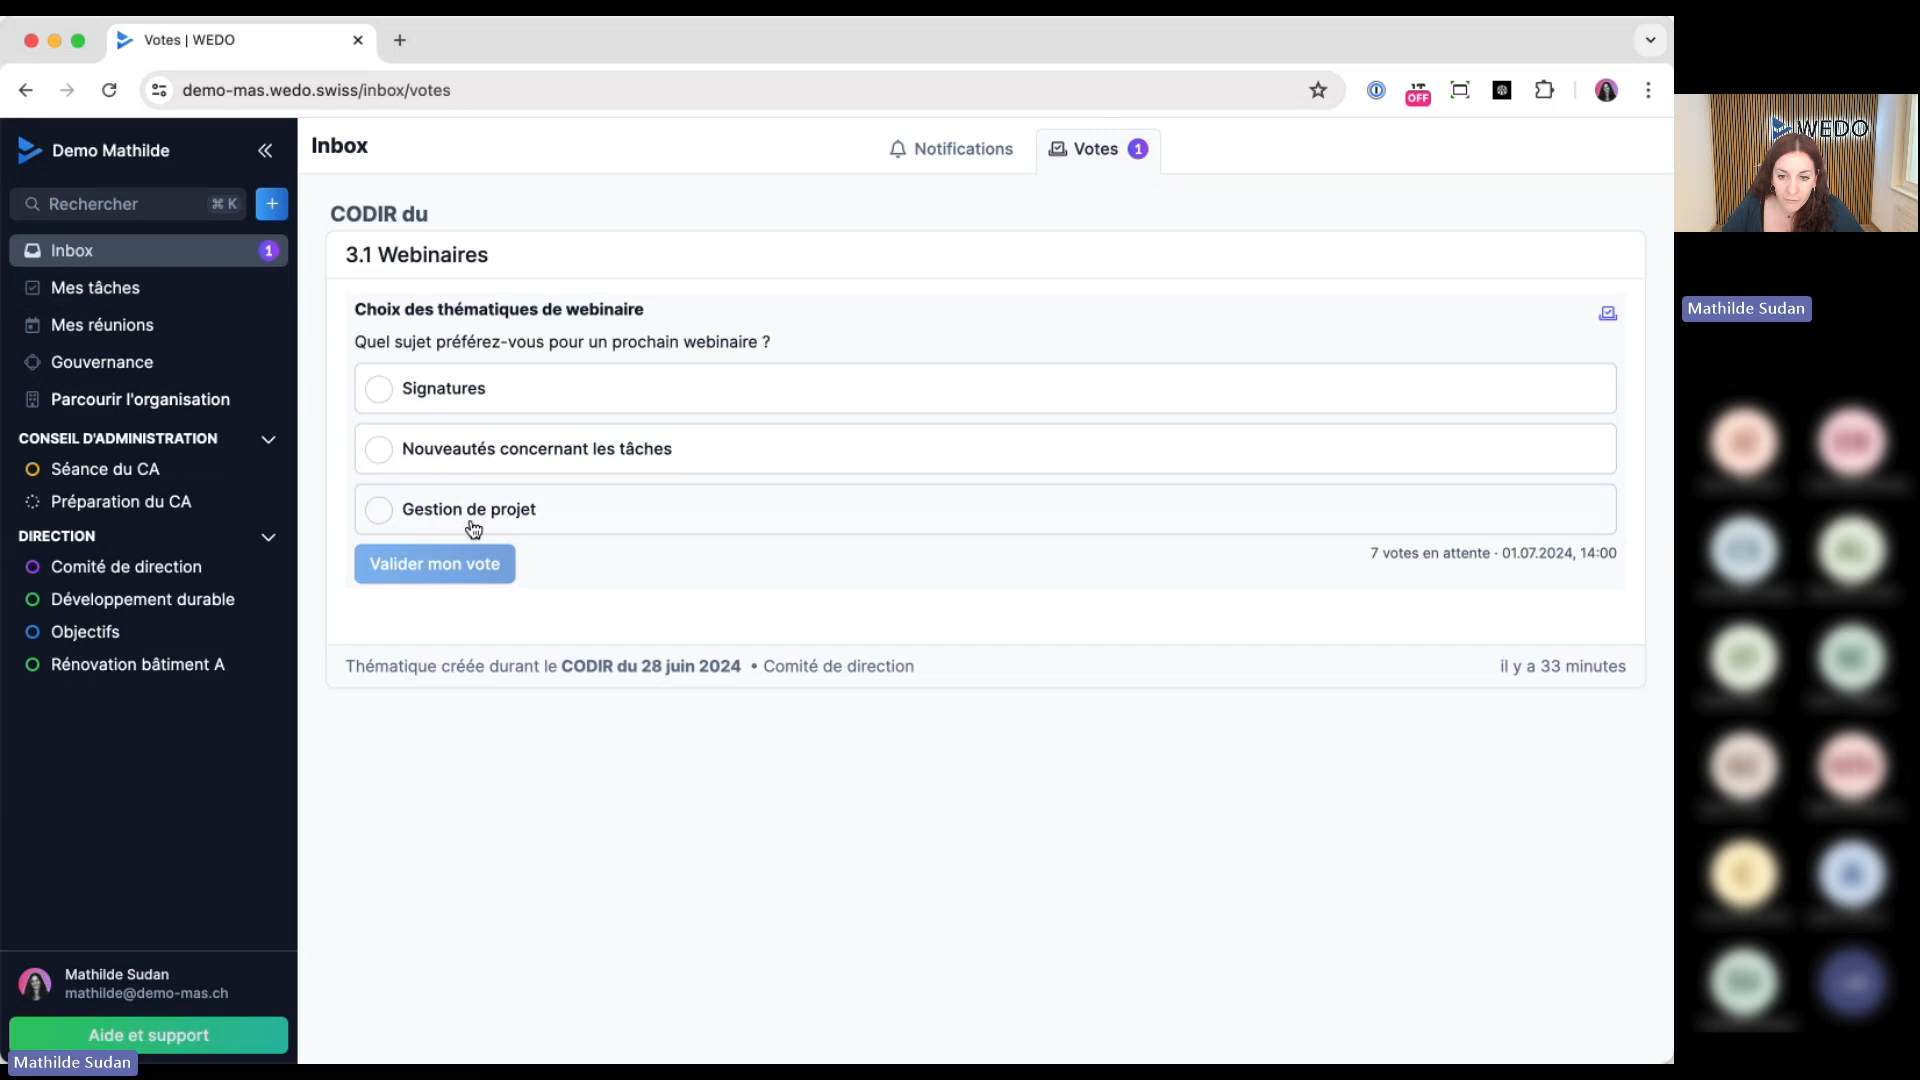 Votes | WEDO
demo-mas.wedo.swiss/inbox/votes
OFF
Demo Mathilde
Rechercher
⌘ K
Inbox
1
Mes tâches
Mes réunions
Gouvernance
Parcourir l'organisation
CONSEIL D'ADMINISTRATION
Séance du CA
Préparation du CA
DIRECTION
Comité de direction
Développement durable
Objectifs
Rénovation bâtiment A
Mathilde Sudan
mathilde@demo-mas.ch
Aide et support
Mathilde Sudan
Inbox
Notifications
Votes 1
CODIR du
3.1 Webinaires
Choix des thématiques de webinaire
Quel sujet préférez-vous pour un prochain webinaire ?
Signatures
Nouveautés concernant les tâches
Gestion de projet
Valider mon vote
7 votes en attente · 01.07.2024, 14:00
Thématique créée durant le CODIR du 28 juin 2024 • Comité de direction
il y a 33 minutes
WEDO
Mathilde Sudan